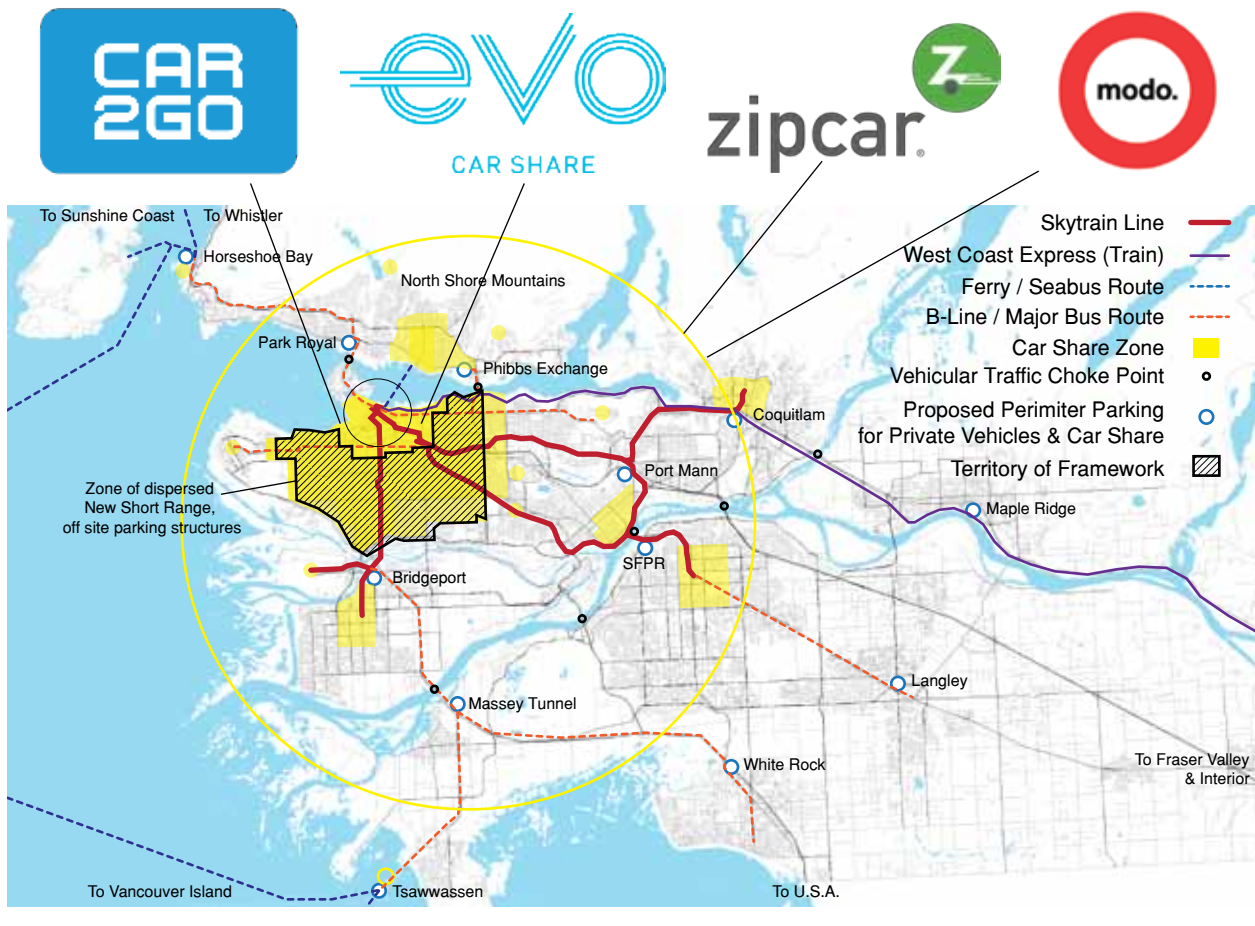 CAR
2GO
evo
CAR SHARE
Z
zipcar®
modo.
To Sunshine Coast
To Whistler
Horseshoe Bay
North Shore Mountains
Park Royal
Phibbs Exchange
Skytrain Line
West Coast Express (Train)
Ferry / Seabus Route
B-Line / Major Bus Route
Car Share Zone
Vehicular Traffic Choke Point
Proposed Perimiter Parking
for Private Vehicles & Car Share
Territory of Framework
Coquitlam
Port Mann
Maple Ridge
Zone of dispersed
New Short Range,
off site parking structures
SFPR
Bridgeport
Langley
Massey Tunnel
White Rock
To Fraser Valley
& Interior
To Vancouver Island
Tsawwassen
To U.S.A.